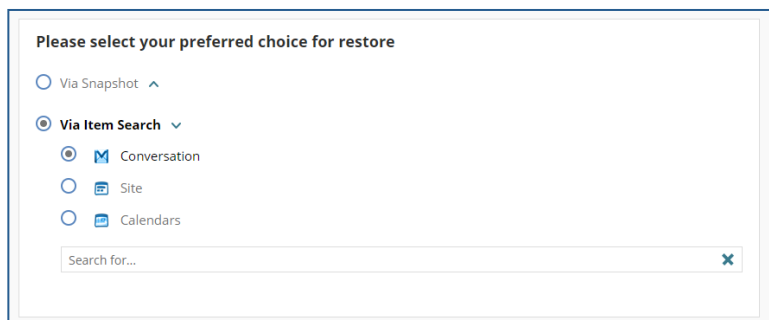 Please select your preferred choice for restore
Via Snapshot
Via Item Search
Conversation
Site
Calendars
Search for...